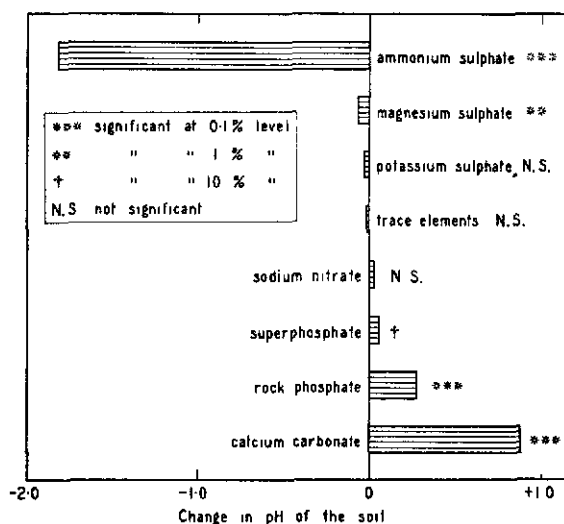 ammonium sulphate ***
magnesium sulphate **
*** significant at 0·1% level
** " " 1 % "
† " " 10 % "
N.S not significant
potassium sulphate. N.S.
trace elements N.S.
sodium nitrate N S.
superphosphate †
rock phosphate ***
calcium carbonate ***
-2·0 -1·0 0 +1·0
Change in pH of the soil